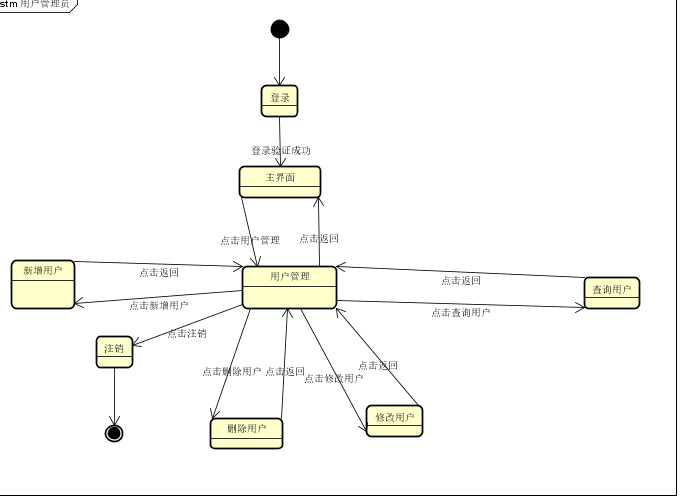 stm 用户管理员
登录
登录验证成功
主界面
点击用户管理
点击返回
新增用户
点击返回
用户管理
点击返回
查询用户
点击新增用户
点击查询用户
点击注销
注销
点击删除用户
点击返回
点击修改用户
点击返回
删除用户
修改用户